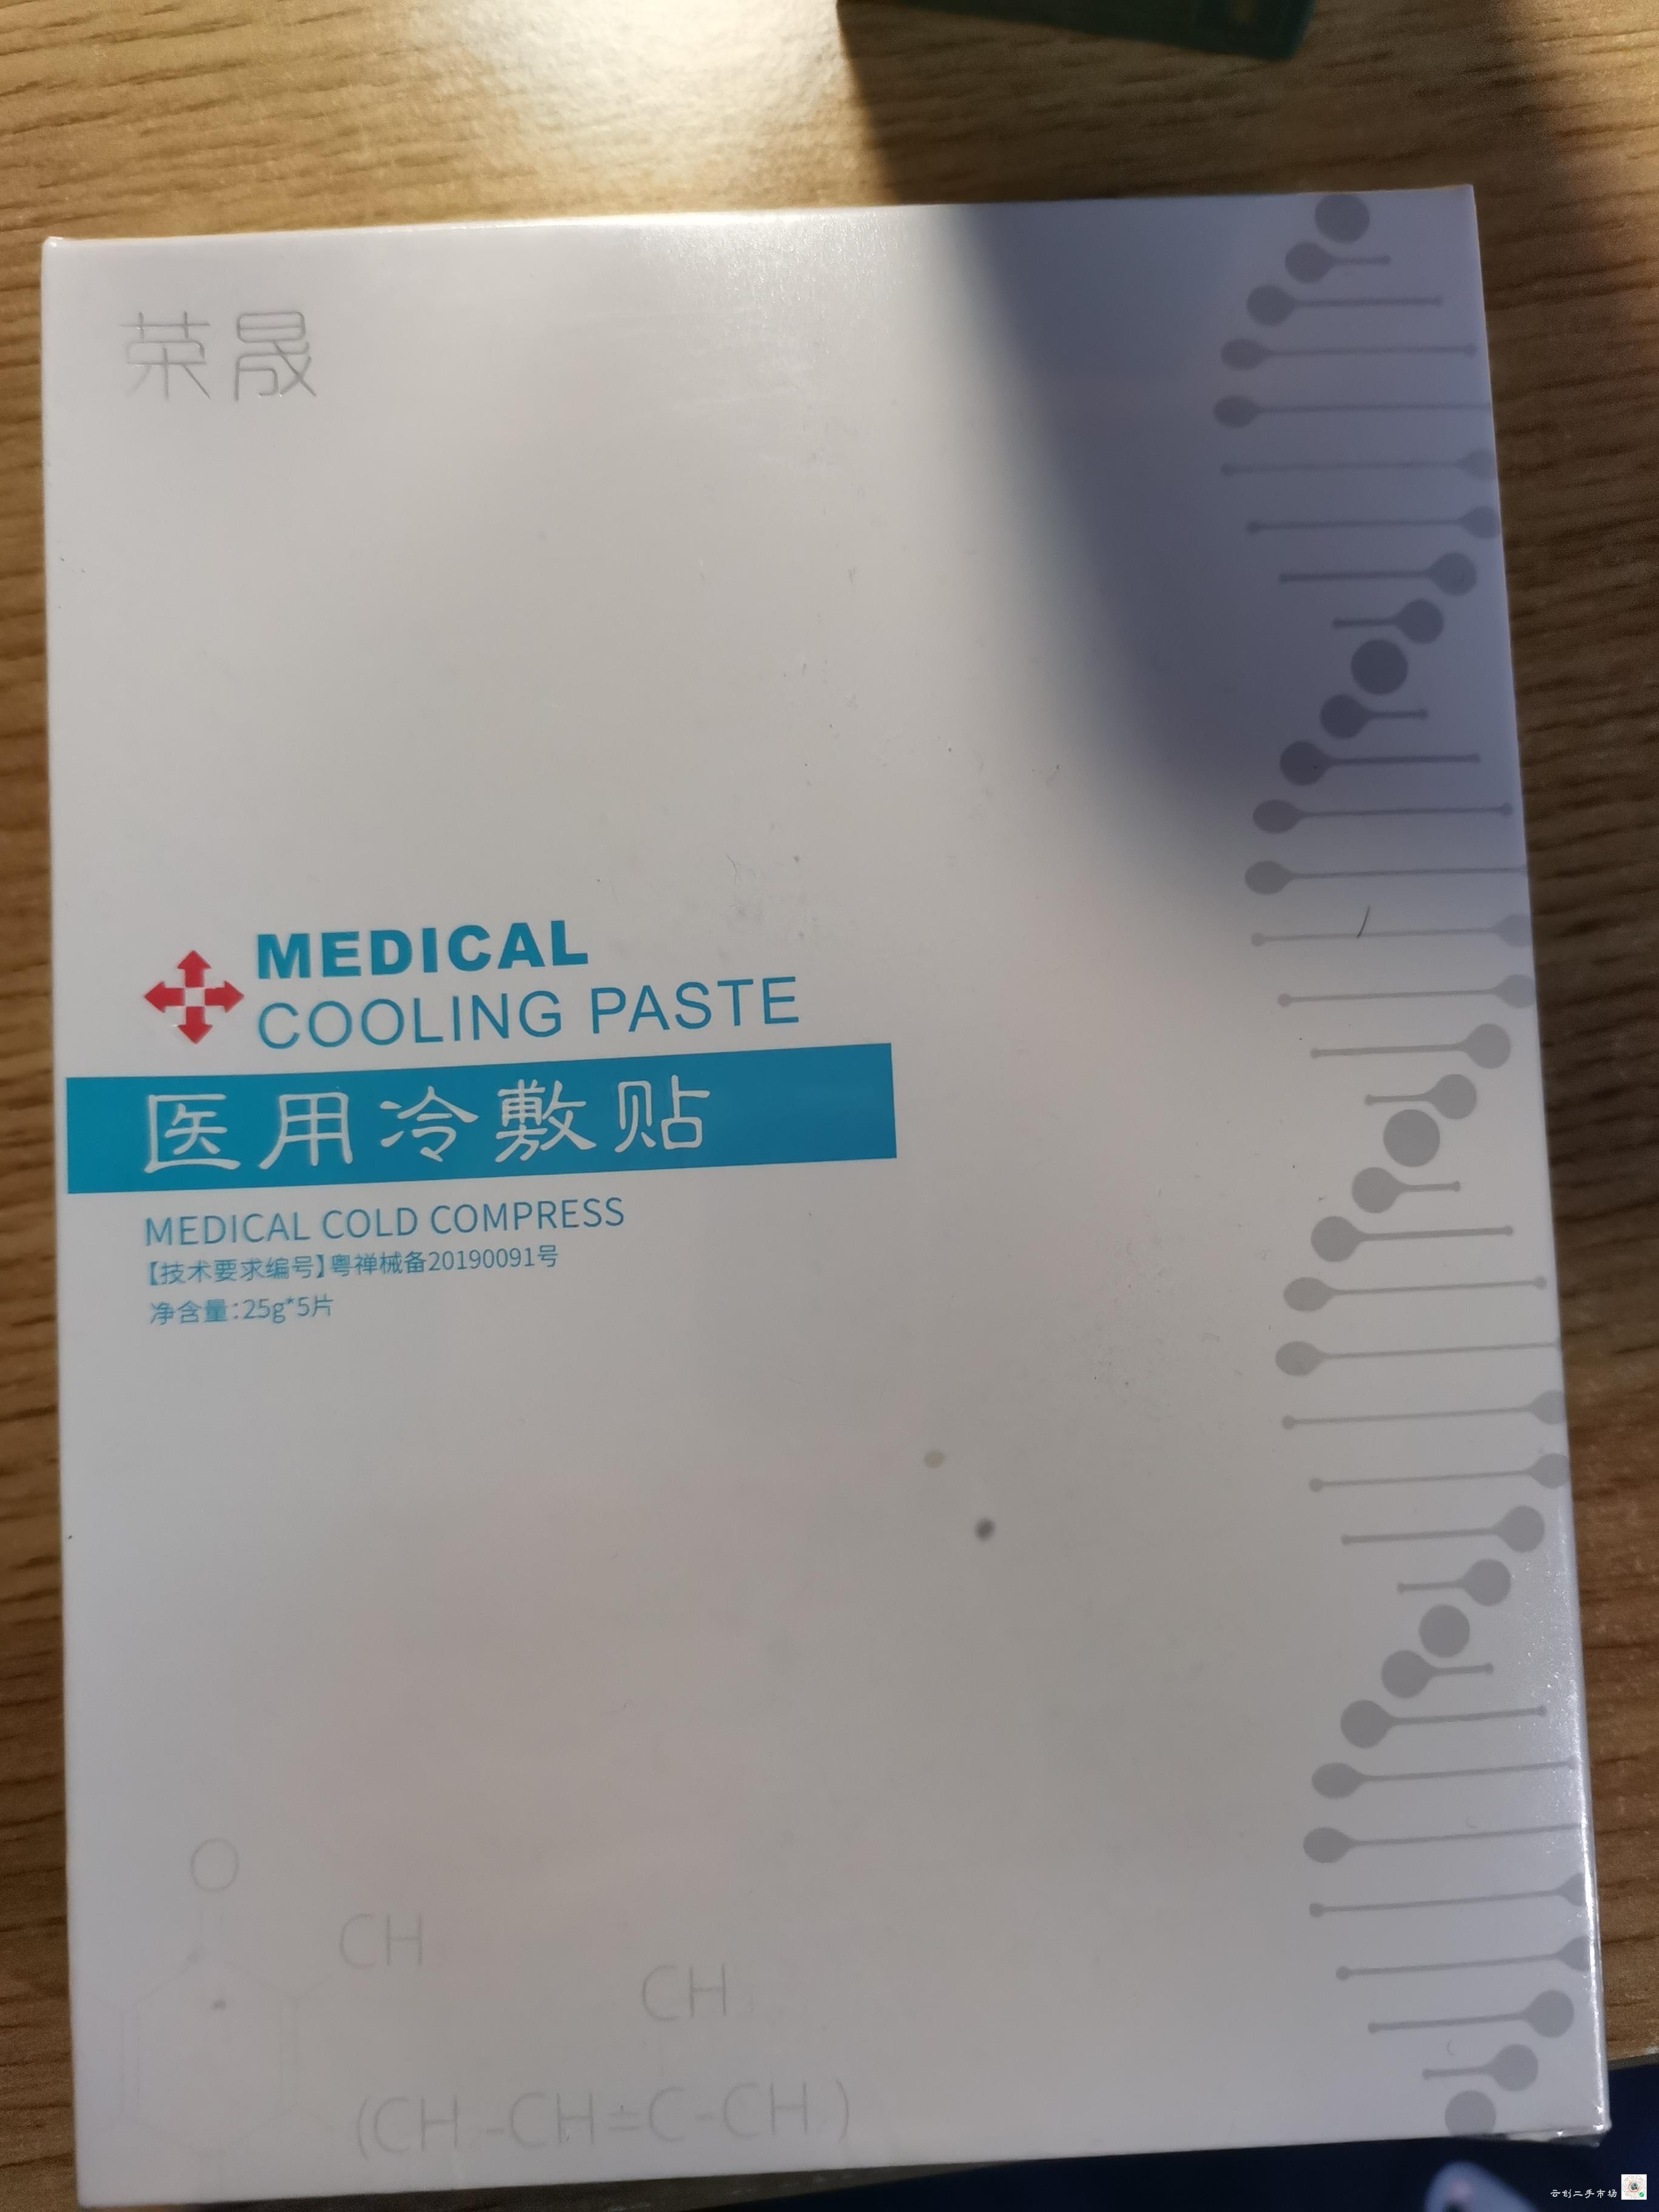 荣晟
MEDICAL
COOLING PASTE
医用冷敷贴
MEDICAL COLD COMPRESS
【技术要求编号】粤禅械备20190091号
净含量:25g*5片
O
CH
CH
(CH -CH=C-CH )
云创二手市场